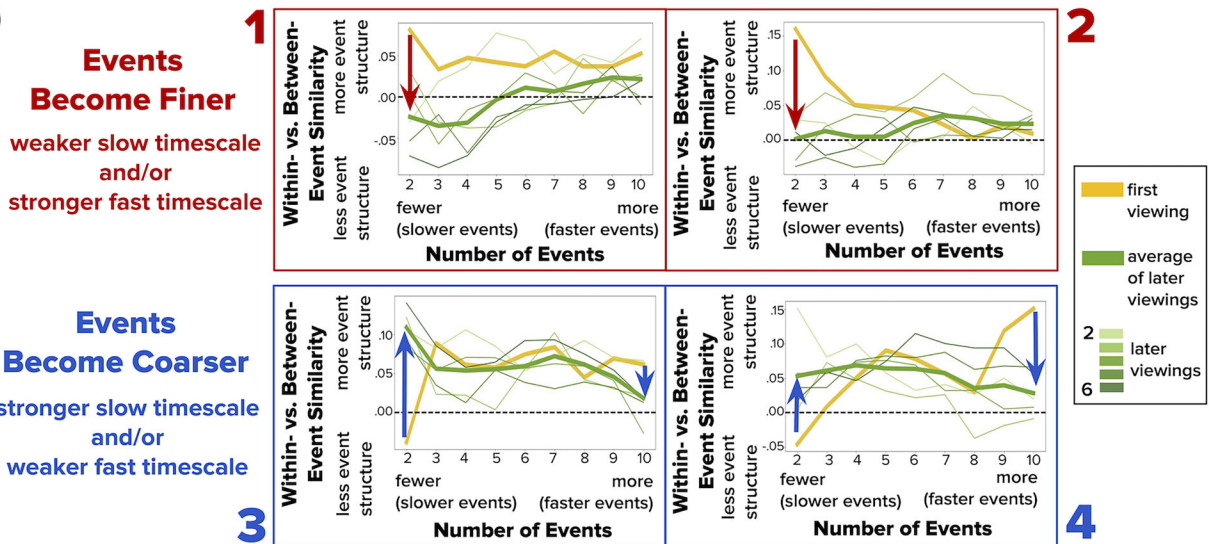 Events
Become Finer
weaker slow timescale
and/or
stronger fast timescale
1
Within- vs. Between-
Event Similarity
more event
structure
less event
structure
.05
.00
-.05
2 3 4 5 6 7 8 9 10
fewer more
(slower events) (faster events)
Number of Events
2
Within- vs. Between-
Event Similarity
more event
structure
less event
structure
.15
.10
.05
.00
2 3 4 5 6 7 8 9 10
fewer more
(slower events) (faster events)
Number of Events
first
viewing
average
of later
viewings
2
later
viewings
6
Events
Become Coarser
stronger slow timescale
and/or
weaker fast timescale
3
Within- vs. Between-
Event Similarity
more event
structure
less event
structure
.10
.05
.00
2 3 4 5 6 7 8 9 10
fewer more
(slower events) (faster events)
Number of Events
4
Within- vs. Between-
Event Similarity
more event
structure
less event
structure
.15
.10
.05
.00
-.05
2 3 4 5 6 7 8 9 10
fewer more
(slower events) (faster events)
Number of Events